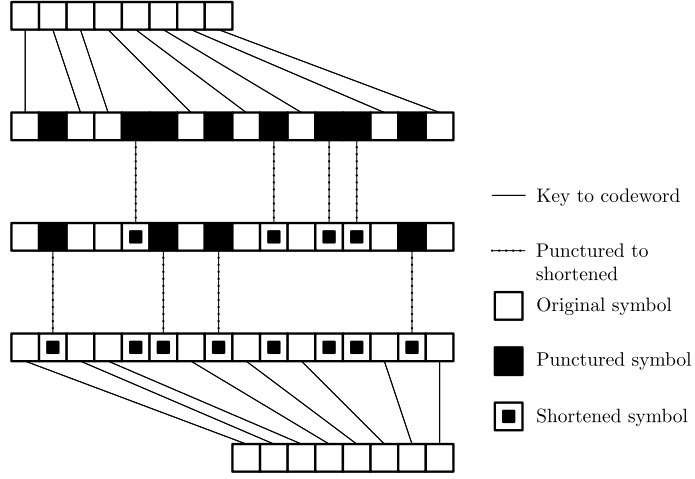 Key to codeword
Punctured to
shortened
Original symbol
Punctured symbol
Shortened symbol